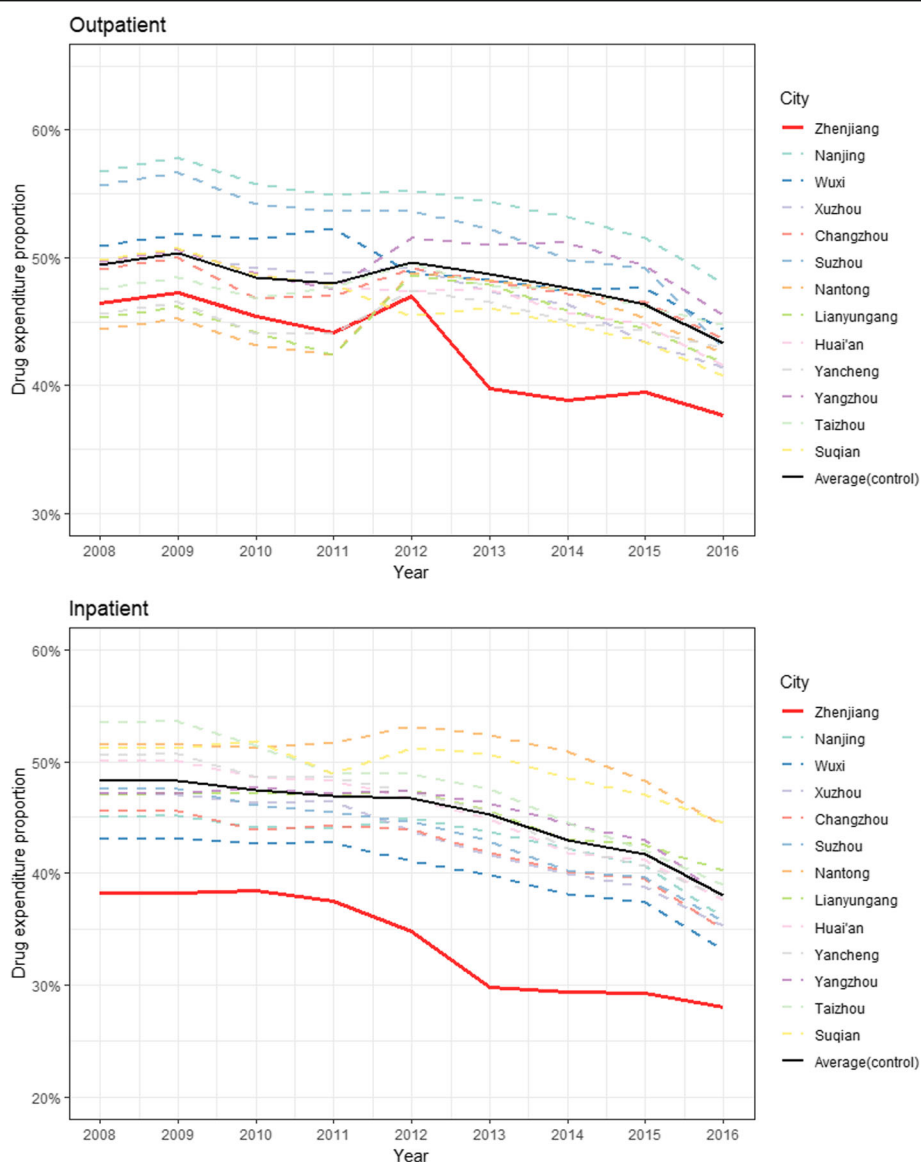 Outpatient
Drug expenditure proportion
60%
50%
40%
30%
2008 2009 2010 2011 2012 2013 2014 2015 2016
Year
City
Zhenjiang
Nanjing
Wuxi
Xuzhou
Changzhou
Suzhou
Nantong
Lianyungang
Huai'an
Yancheng
Yangzhou
Taizhou
Suqian
Average(control)
Inpatient
Drug expenditure proportion
60%
50%
40%
30%
20%
2008 2009 2010 2011 2012 2013 2014 2015 2016
Year
City
Zhenjiang
Nanjing
Wuxi
Xuzhou
Changzhou
Suzhou
Nantong
Lianyungang
Huai'an
Yancheng
Yangzhou
Taizhou
Suqian
Average(control)